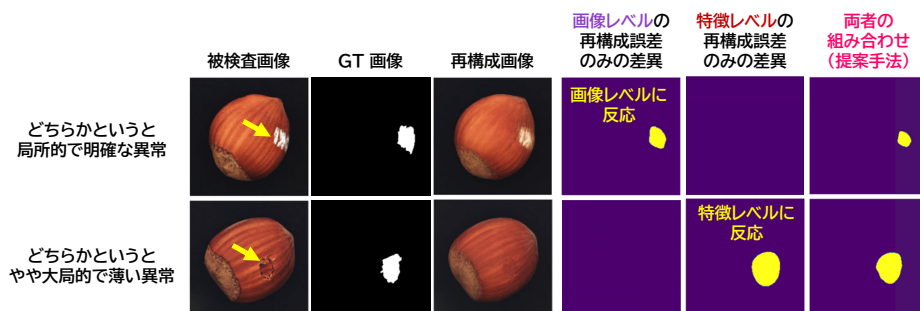 画像レベルの
再構成誤差
のみの差異
特徴レベルの
再構成誤差
のみの差異
両者の
組み合わせ
(提案手法)
被検査画像
GT 画像
再構成画像
どちらかというと
局所的で明確な異常
画像レベルに
反応
どちらかというと
やや大局的で薄い異常
特徴レベルに
反応